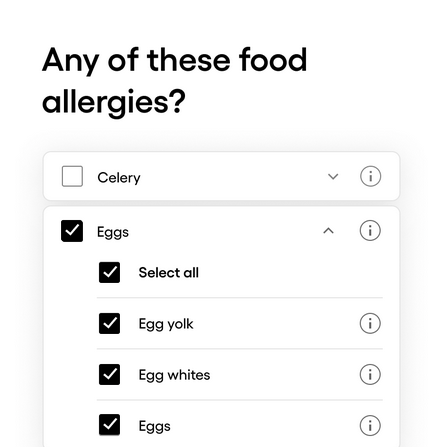 Any of these food
allergies?
Celery
Eggs
Select all
Egg yolk
Egg whites
Eggs